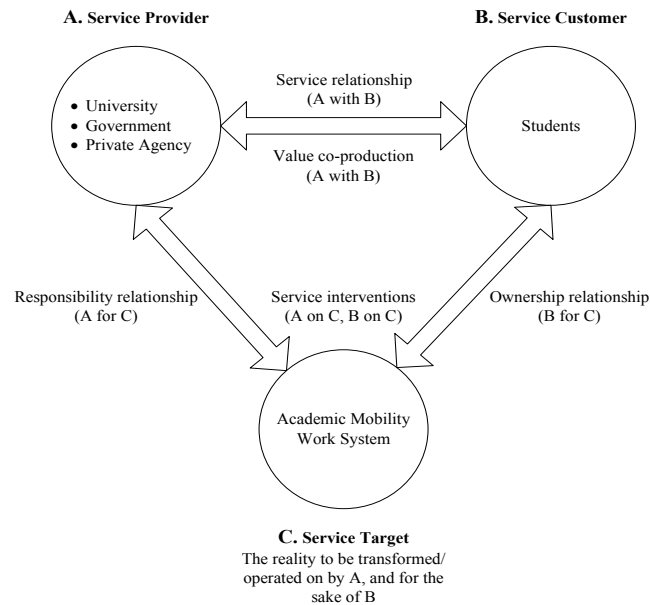 A. Service Provider
B. Service Customer
• University
• Government
• Private Agency
Service relationship
(A with B)
Value co-production
(A with B)
Students
Responsibility relationship
(A for C)
Service interventions
(A on C, B on C)
Ownership relationship
(B for C)
Academic Mobility
Work System
C. Service Target
The reality to be transformed/
operated on by A, and for the
sake of B